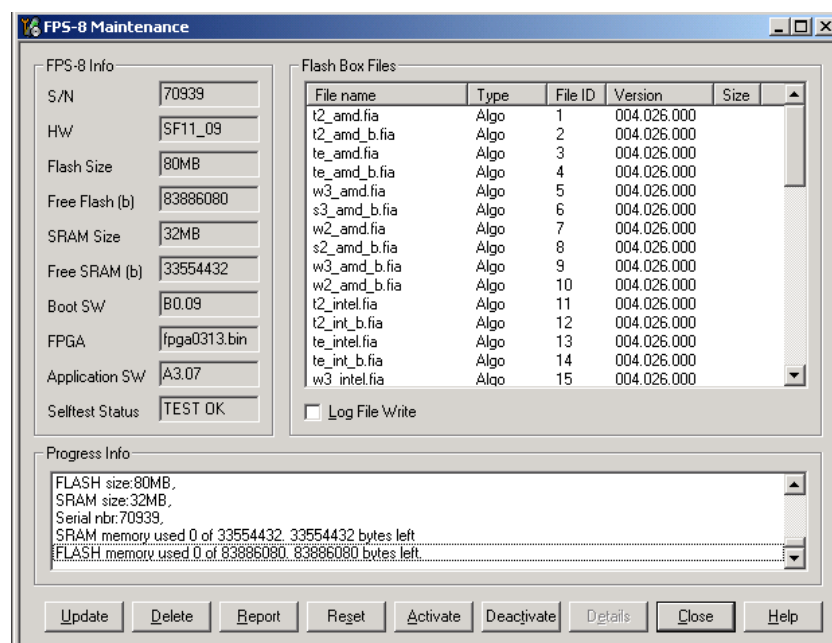 FPS-8 Maintenance
FPS-8 Info
S/N 70939
HW SF11_09
Flash Size 80MB
Free Flash (b) 83886080
SRAM Size 32MB
Free SRAM (b) 33554432
Boot SW B0.09
FPGA fpga0313.bin
Application SW A3.07
Selftest Status TEST OK
Flash Box Files
File name Type File ID Version Size
t2_amd.fia Algo 1 004.026.000
t2_amd_b.fia Algo 2 004.026.000
te_amd.fia Algo 3 004.026.000
te_amd_b.fia Algo 4 004.026.000
w3_amd.fia Algo 5 004.026.000
s3_amd_b.fia Algo 6 004.026.000
w2_amd.fia Algo 7 004.026.000
s2_amd_b.fia Algo 8 004.026.000
w3_amd_b.fia Algo 9 004.026.000
w2_amd_b.fia Algo 10 004.026.000
t2_intel.fia Algo 11 004.026.000
t2_int_b.fia Algo 12 004.026.000
te_intel.fia Algo 13 004.026.000
te_int_b.fia Algo 14 004.026.000
w3_intel.fia Algo 15 004.026.000
Log File Write
Progress Info
FLASH size:80MB,
SRAM size:32MB,
Serial nbr:70939,
SRAM memory used 0 of 33554432. 33554432 bytes left
FLASH memory used 0 of 83886080. 83886080 bytes left.
Update Delete Report Reset Activate Deactivate Details Close Help